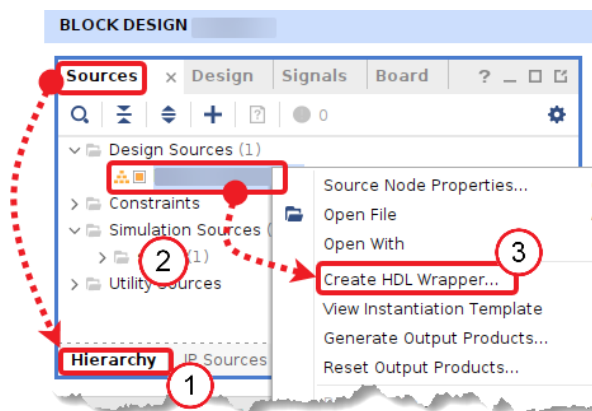 BLOCK DESIGN
Sources × Design Signals Board ? _
0
Design Sources (1)
Constraints
Simulation Sources (
2 (1)
Utility Sources
Hierarchy IP Sources
1
Source Node Properties...
Open File
Open With
3
Create HDL Wrapper...
View Instantiation Template
Generate Output Products...
Reset Output Products...